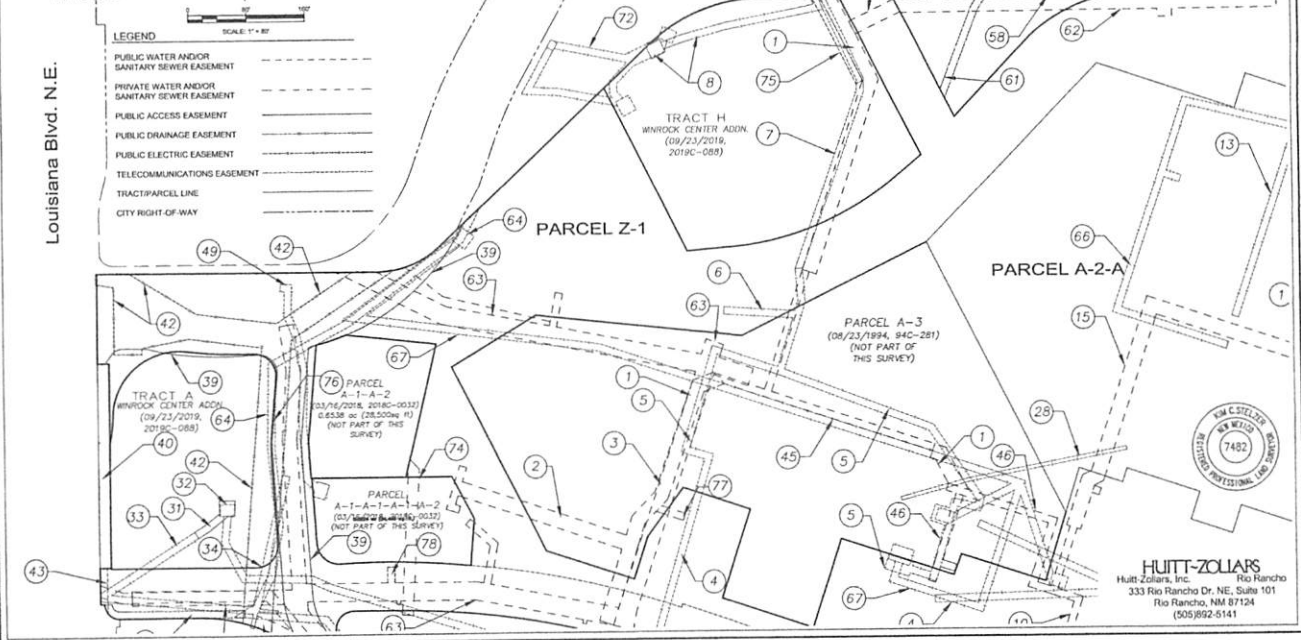 0 80' 160'
SCALE: 1" = 80'
LEGEND
PUBLIC WATER AND/OR
SANITARY SEWER EASEMENT
PRIVATE WATER AND/OR
SANITARY SEWER EASEMENT
PUBLIC ACCESS EASEMENT
PUBLIC DRAINAGE EASEMENT
PUBLIC ELECTRIC EASEMENT
TELECOMMUNICATIONS EASEMENT
TRACT/PARCEL LINE
CITY RIGHT-OF-WAY
Louisiana Blvd. N.E.
72
8
1
75
7
58
62
61
TRACT H
WINROCK CENTER ADDN.
(09/23/2019,
2019C-088)
13
PARCEL Z-1
64
39
49
42
63
6
63
66
PARCEL A-2-A
1
15
42
PARCEL A-3
(08/23/1994, 94C-281)
(NOT PART OF
THIS SURVEY)
67
39
76
TRACT A
WINROCK CENTER ADDN.
(09/23/2019,
2019C-088)
64
PARCEL
A-1-A-2
(03/16/2018, 2018C-0032)
0.6538 ac (28,500sq ft)
(NOT PART OF THIS
SURVEY)
1
5
3
45
5
1
46
28
KIM C. STELZER
NEW MEXICO
7482
REGISTERED PROFESSIONAL LAND SURVEYOR
40
42
32
31
33
34
43
74
2
77
PARCEL
A-1-A-1-A-1-A-2
(NOT PART OF THIS SURVEY)
39
78
63
4
46
5
67
4
10
HUITT-ZOLLARS
Huitt-Zollars, Inc. Rio Rancho
333 Rio Rancho Dr. NE, Suite 101
Rio Rancho, NM 87124
(505)892-5141